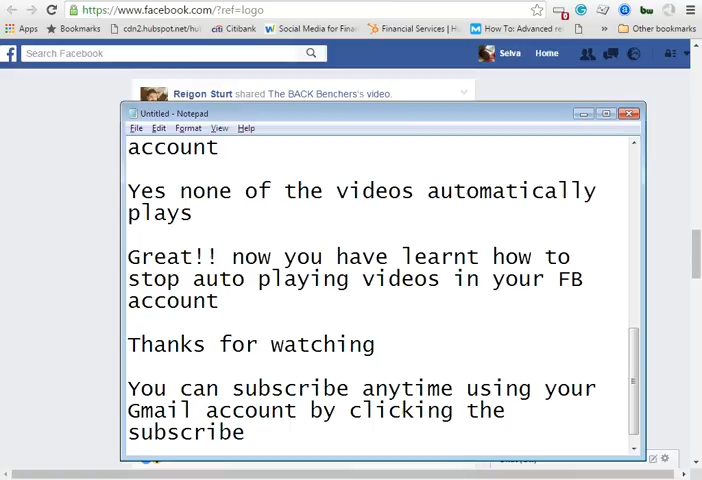 https://www.facebook.com/?ref=logo
Apps Bookmarks cdn2.hubspot.net/hu Citibank Social Media for Finan Financial Services | H How To: Advanced re » Other bookmarks
Search Facebook Selva Home
Reigon Sturt shared The BACK Benchers's video.
Untitled - Notepad
File Edit Format View Help
account
Yes none of the videos automatically
plays
Great!! now you have learnt how to
stop auto playing videos in your FB
account
Thanks for watching
You can subscribe anytime using your
Gmail account by clicking the
subscribe